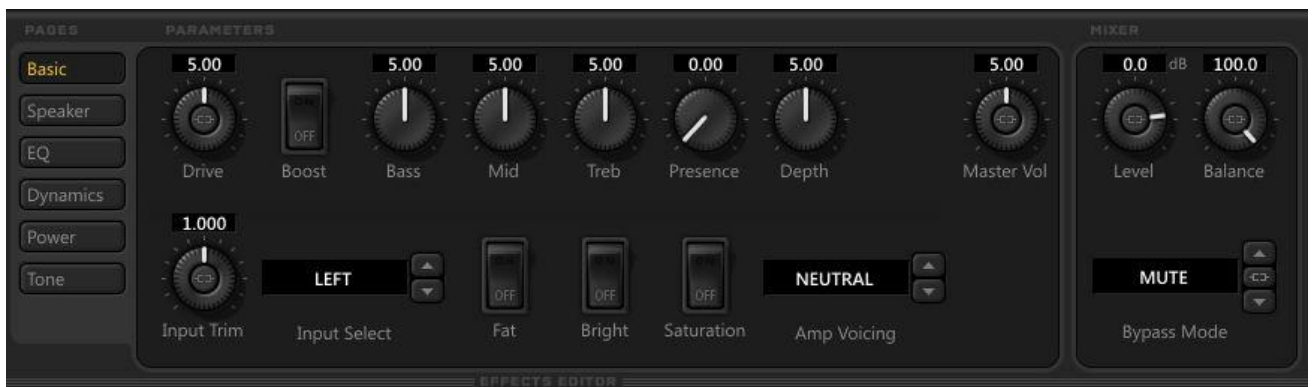 PAGES PARAMETERS MIXER
Basic
Speaker
EQ
Dynamics
Power
Tone
5.00 5.00 5.00 5.00 0.00 5.00 5.00
ON
OFF
Drive Boost Bass Mid Treb Presence Depth Master Vol
1.000
LEFT
ON ON ON
OFF OFF OFF
NEUTRAL
Input Trim Input Select Fat Bright Saturation Amp Voicing
0.0 dB 100.0
Level Balance
MUTE
Bypass Mode
EFFECTS EDITOR